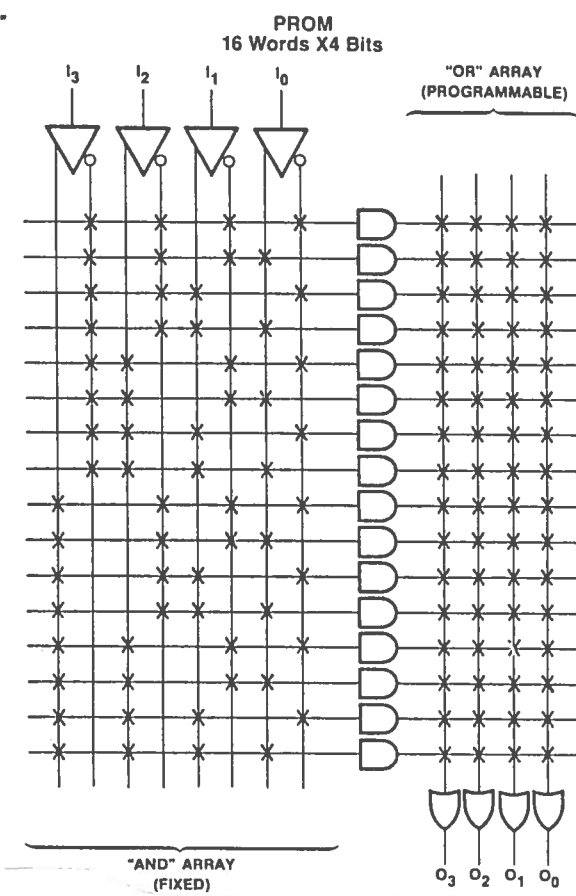 PROM
16 Words X4 Bits
I3 I2 I1 I0
"OR" ARRAY
(PROGRAMMABLE)
"AND" ARRAY
(FIXED)
O3 O2 O1 O0